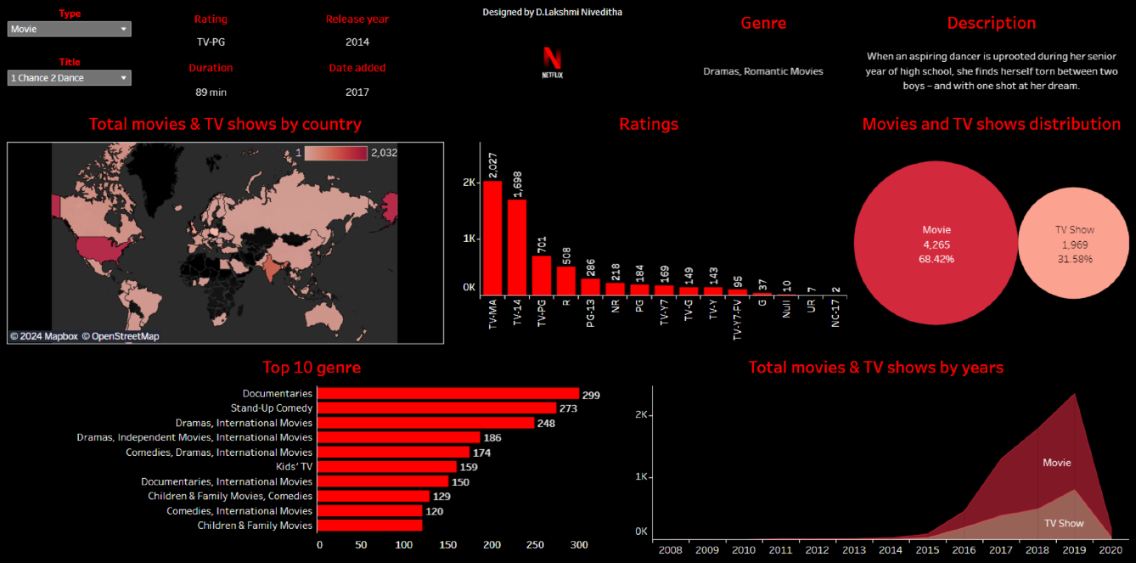 Type
Movie
Title
1 Chance 2 Dance
Rating
TV-PG
Release year
2014
Duration
89 min
Date added
2017
Designed by D.Lakshmi Niveditha
NETFLIX
Genre
Dramas, Romantic Movies
Description
When an aspiring dancer is uprooted during her senior
year of high school, she finds herself torn between two
boys – and with one shot at her dream.
Total movies & TV shows by country
1
2,032
© 2024 Mapbox © OpenStreetMap
Ratings
2K
1K
0K
2,027
1,698
701
508
286
218
184
169
149
143
95
37
10
7
2
TV-MA
TV-14
TV-PG
R
PG-13
NR
PG
TV-Y7
TV-G
TV-Y
TV-Y7-FV
G
Null
UR
NC-17
Movies and TV shows distribution
Movie
4,265
68.42%
TV Show
1,969
31.58%
Top 10 genre
Documentaries 299
Stand-Up Comedy 273
Dramas, International Movies 248
Dramas, Independent Movies, International Movies 186
Comedies, Dramas, International Movies 174
Kids' TV 159
Documentaries, International Movies 150
Children & Family Movies, Comedies 129
Comedies, International Movies 120
Children & Family Movies
0 50 100 150 200 250 300
Total movies & TV shows by years
2K
1K
0K
Movie
TV Show
2008 2009 2010 2011 2012 2013 2014 2015 2016 2017 2018 2019 2020